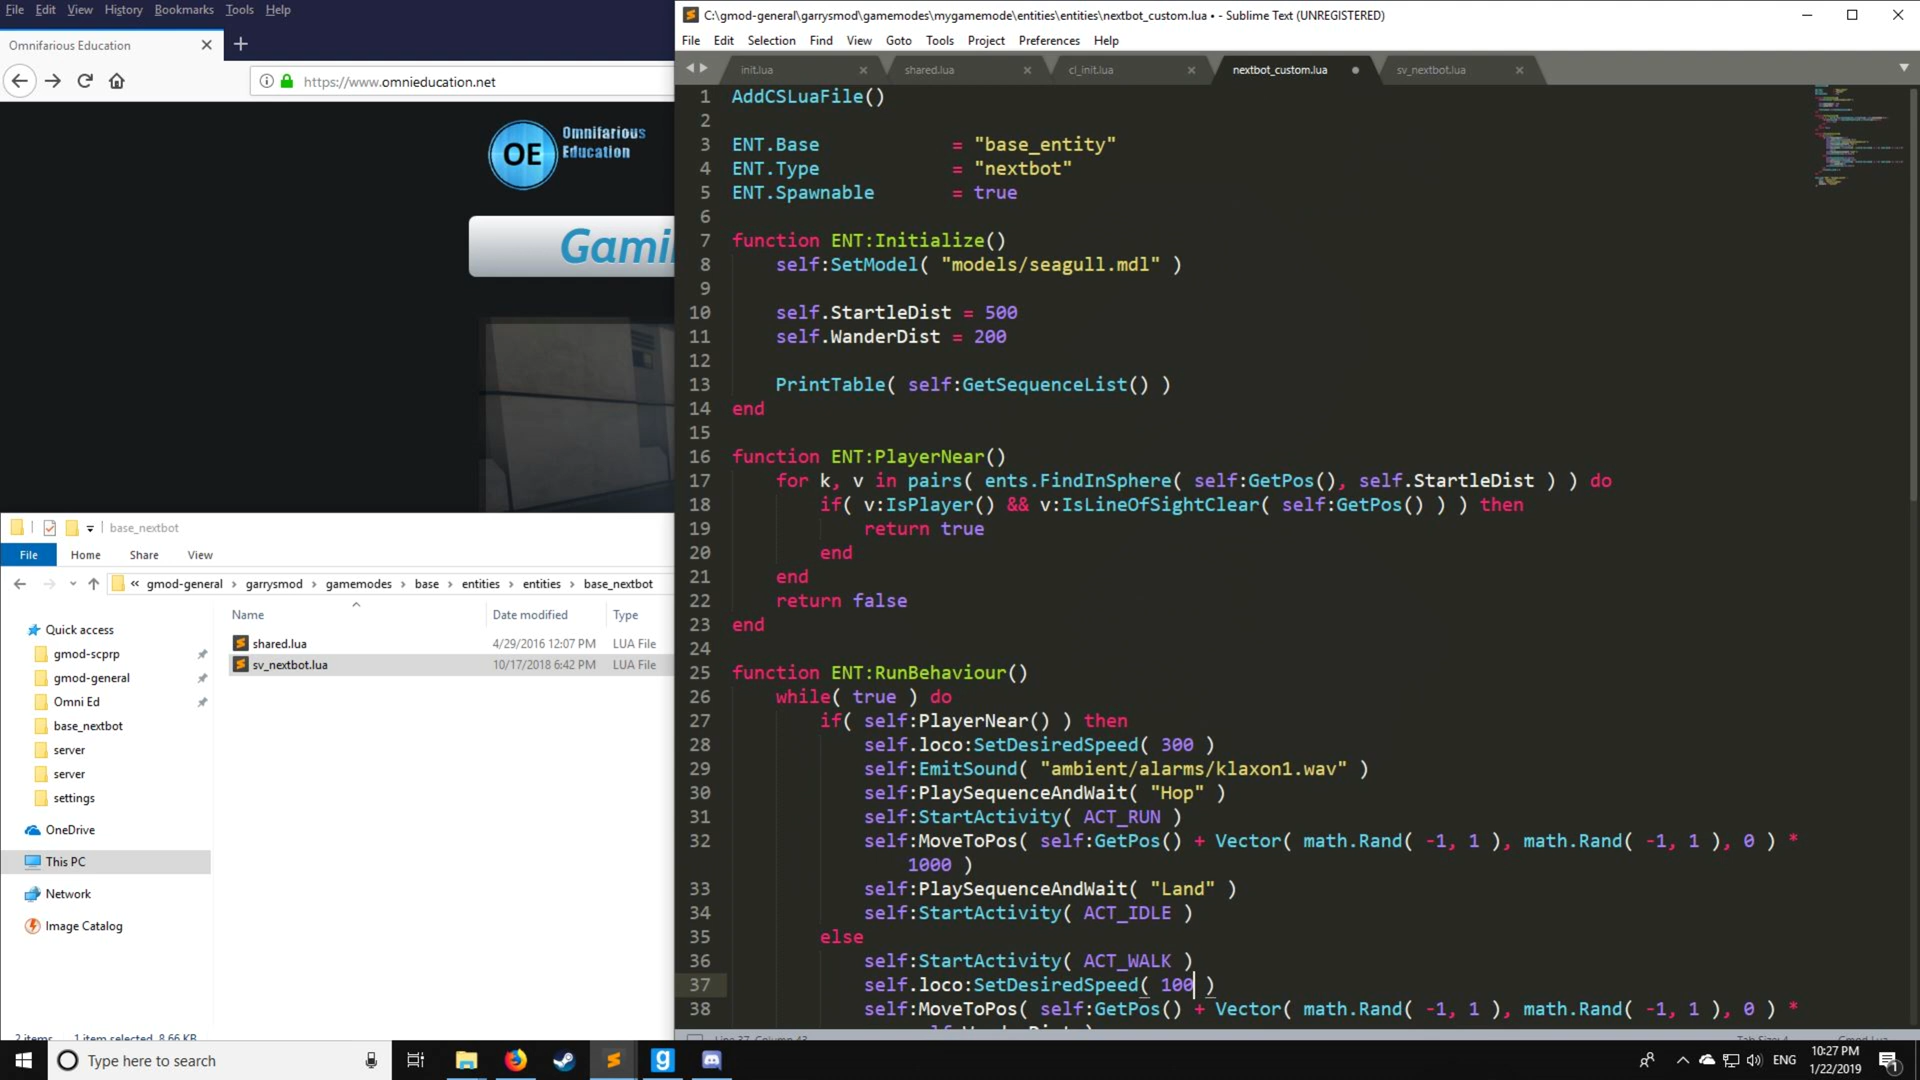 File Edit View History Bookmarks Tools Help
Omnifarious Education
https://www.omnieducation.net
OE Omnifarious Education
Gami
base_nextbot
File Home Share View
« gmod-general › garrysmod › gamemodes › base › entities › entities › base_nextbot
Name Date modified Type
Quick access
gmod-scprp
gmod-general
Omni Ed
base_nextbot
server
server
settings
OneDrive
This PC
Network
Image Catalog
shared.lua 4/29/2016 12:07 PM LUA File
sv_nextbot.lua 10/17/2018 6:42 PM LUA File
2 items 1 item selected 8.66 KB
C:\gmod-general\garrysmod\gamemodes\mygamemode\entities\entities\nextbot_custom.lua • - Sublime Text (UNREGISTERED)
File Edit Selection Find View Goto Tools Project Preferences Help
init.lua shared.lua cl_init.lua nextbot_custom.lua sv_nextbot.lua
1 AddCSLuaFile()
2
3 ENT.Base = "base_entity"
4 ENT.Type = "nextbot"
5 ENT.Spawnable = true
6
7 function ENT:Initialize()
8 self:SetModel( "models/seagull.mdl" )
9
10 self.StartleDist = 500
11 self.WanderDist = 200
12
13 PrintTable( self:GetSequenceList() )
14 end
15
16 function ENT:PlayerNear()
17 for k, v in pairs( ents.FindInSphere( self:GetPos(), self.StartleDist ) ) do
18 if( v:IsPlayer() && v:IsLineOfSightClear( self:GetPos() ) ) then
19 return true
20 end
21 end
22 return false
23 end
24
25 function ENT:RunBehaviour()
26 while( true ) do
27 if( self:PlayerNear() ) then
28 self.loco:SetDesiredSpeed( 300 )
29 self:EmitSound( "ambient/alarms/klaxon1.wav" )
30 self:PlaySequenceAndWait( "Hop" )
31 self:StartActivity( ACT_RUN )
32 self:MoveToPos( self:GetPos() + Vector( math.Rand( -1, 1 ), math.Rand( -1, 1 ), 0 ) *
1000 )
33 self:PlaySequenceAndWait( "Land" )
34 self:StartActivity( ACT_IDLE )
35 else
36 self:StartActivity( ACT_WALK )
37 self.loco:SetDesiredSpeed( 100 )
38 self:MoveToPos( self:GetPos() + Vector( math.Rand( -1, 1 ), math.Rand( -1, 1 ), 0 ) *
Type here to search
ENG
10:27 PM
1/22/2019
1